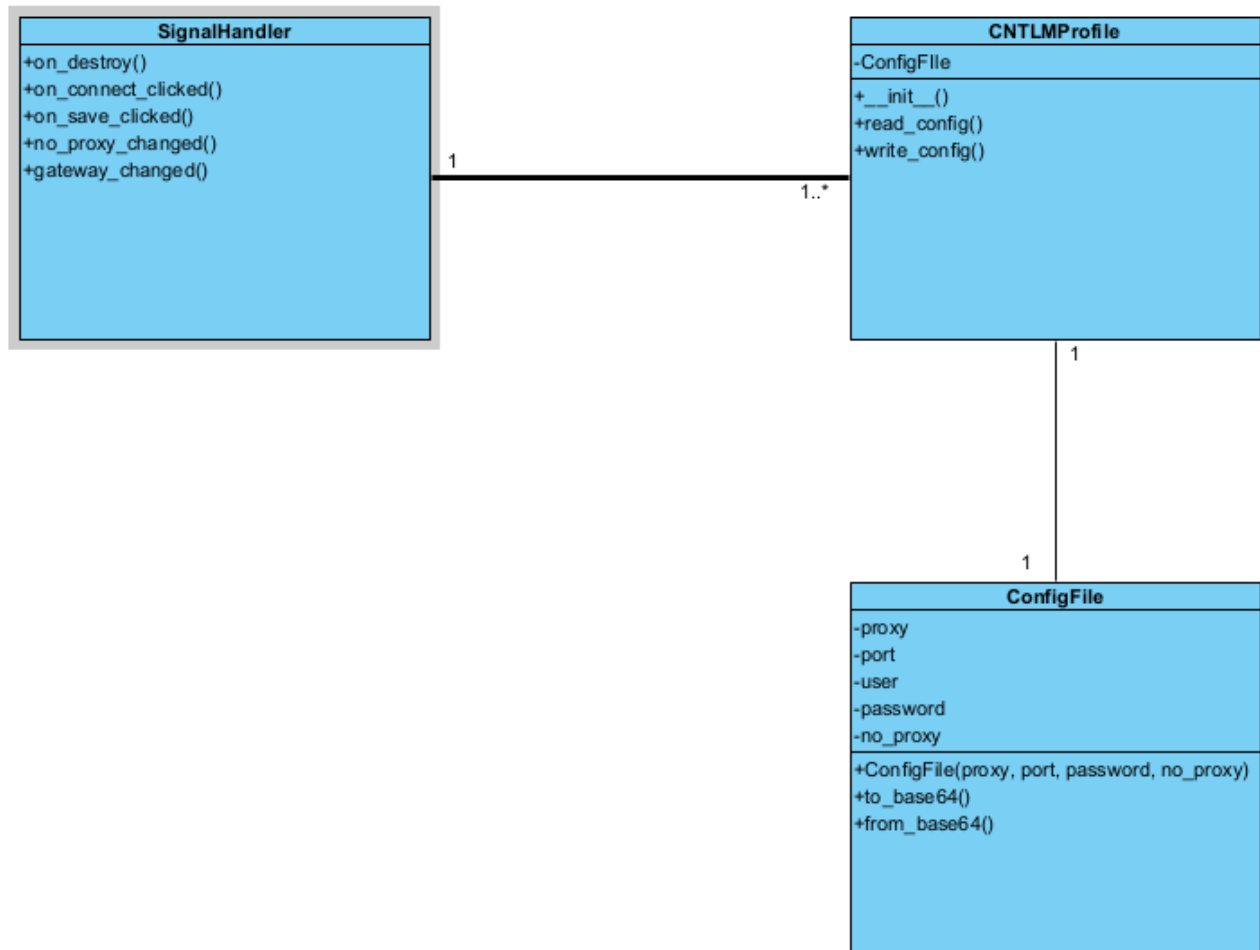 SignalHandler
+on_destroy()
+on_connect_clicked()
+on_save_clicked()
+no_proxy_changed()
+gateway_changed()
1
1..*
CNTLMProfile
-ConfigFIle
+__init__()
+read_config()
+write_config()
1
1
ConfigFile
-proxy
-port
-user
-password
-no_proxy
+ConfigFile(proxy, port, password, no_proxy)
+to_base64()
+from_base64()